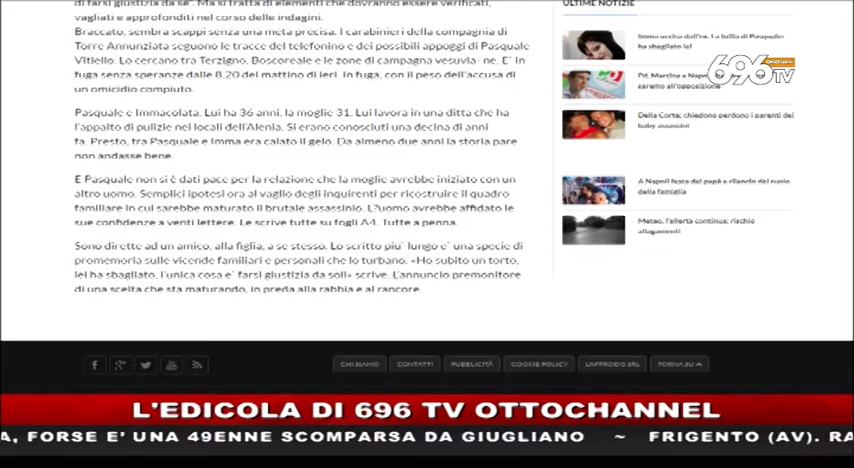 di farsi giustizia da sè". Ma si tratta di elementi che dovranno essere verificati,
vagliati e approfonditi nel corso delle indagini.
Braccato, sembra scappi senza una meta precisa. I carabinieri della compagnia di
Torre Annunziata seguono le tracce del telefonino e dei possibili appoggi di Pasquale
Vitiello. Lo cercano tra Terzigno, Boscoreale e le zone di campagna vesuvia- ne. E` in
fuga senza speranze dalle 8.20 del mattino di ieri. In fuga, con il peso dell'accusa di
un omicidio compiuto.
Pasquale e Immacolata. Lui ha 36 anni, la moglie 31. Lui lavora in una ditta che ha
l'appalto di pulizie nei locali dell'Alenia. Si erano conosciuti una decina di anni
fa. Presto, tra Pasquale e Imma era calato il gelo. Da almeno due anni la storia pare
non andasse bene.
E Pasquale non si è dati pace per la relazione che la moglie avrebbe iniziato con un
altro uomo. Semplici ipotesi ora al vaglio degli inquirenti per ricostruire il quadro
familiare in cui sarebbe maturato il brutale assassinio. L?uomo avrebbe affidato le
sue confidenze a venti lettere. Le scrive tutte su fogli A4. Tutte a penna.
Sono dirette ad un amico, alla figlia, a se stesso. Lo scritto piu` lungo e` una specie di
promemoria sulle vicende familiari e personali che lo turbano. «Ho subito un torto,
lei ha sbagliato, l'unica cosa e` farsi giustizia da soli» scrive. L'annuncio premonitore
di una scelta che sta maturando, in preda alla rabbia e al rancore.
ULTIME NOTIZIE
Imma uccisa dall'ira. La follia di Pasquale:
ha sbagliato lei
Pd, Martina a Napoli
saremo all'opposizione
Della Corte, chiedono perdono i parenti dei
baby assassini
A Napoli festa del papà e rilancio del ruolo
della famiglia
Meteo, l'allerta continua: rischio
allagamenti
696
TV
CHI SIAMO
CONTATTI
PUBBLICITÀ
COOKIE POLICY
L'APPRODO SRL
TORNA SU
L'EDICOLA DI 696 TV OTTOCHANNEL
A, FORSE E' UNA 49ENNE SCOMPARSA DA GIUGLIANO ~ FRIGENTO (AV). RA